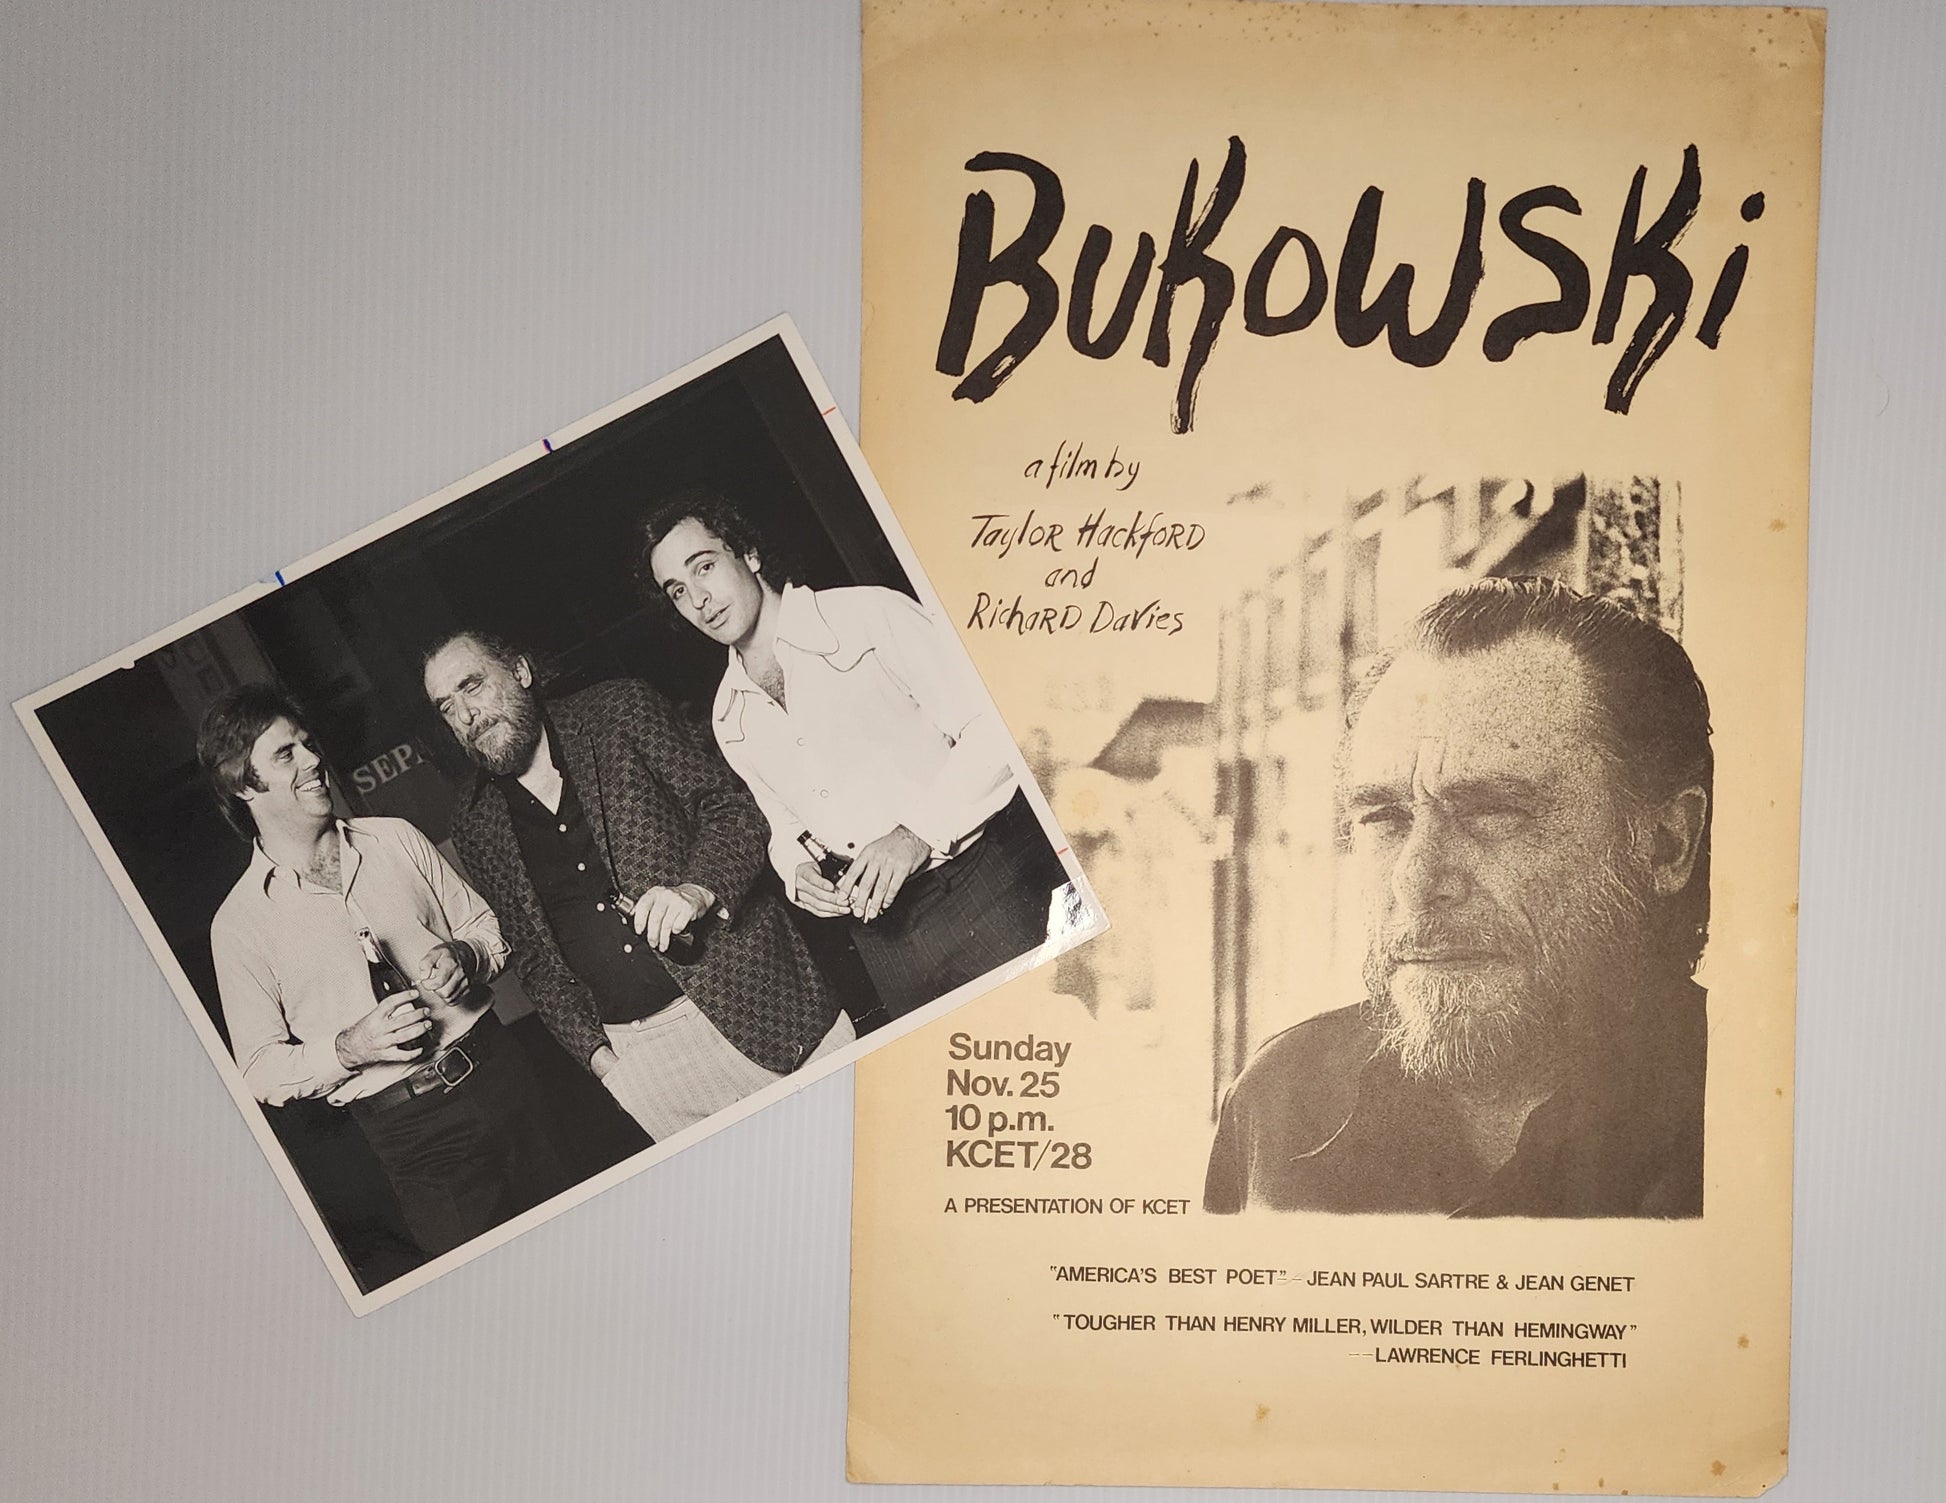 BUKOWSKi
a film by
Taylor Hackford
and
Richard Davies
Sunday
Nov. 25
10 p.m.
KCET/28
A PRESENTATION OF KCET
"AMERICA'S BEST POET" - JEAN PAUL SARTRE & JEAN GENET
"TOUGHER THAN HENRY MILLER, WILDER THAN HEMINGWAY"
--LAWRENCE FERLINGHETTI
SEPA